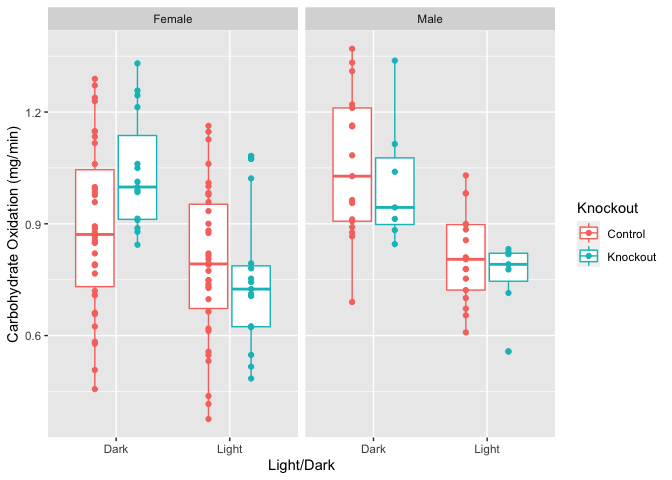 Female
Male
Carbohydrate Oxidation (mg/min)
1.2
0.9
0.6
Knockout
Control
Knockout
Dark
Light
Dark
Light
Light/Dark